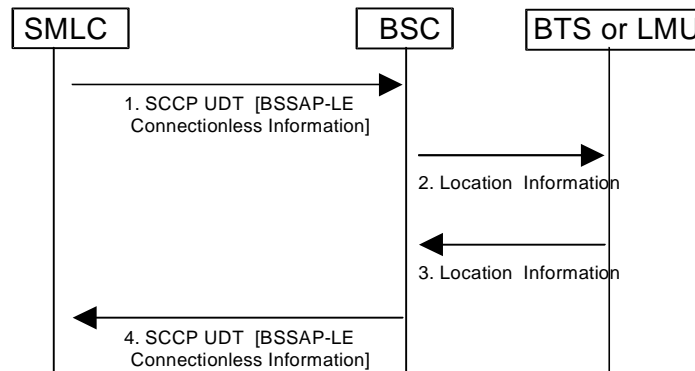 SMLC
BSC
BTS or LMU
1. SCCP UDT [BSSAP-LE
Connectionless Information]
2. Location Information
3. Location Information
4. SCCP UDT [BSSAP-LE
Connectionless Information]